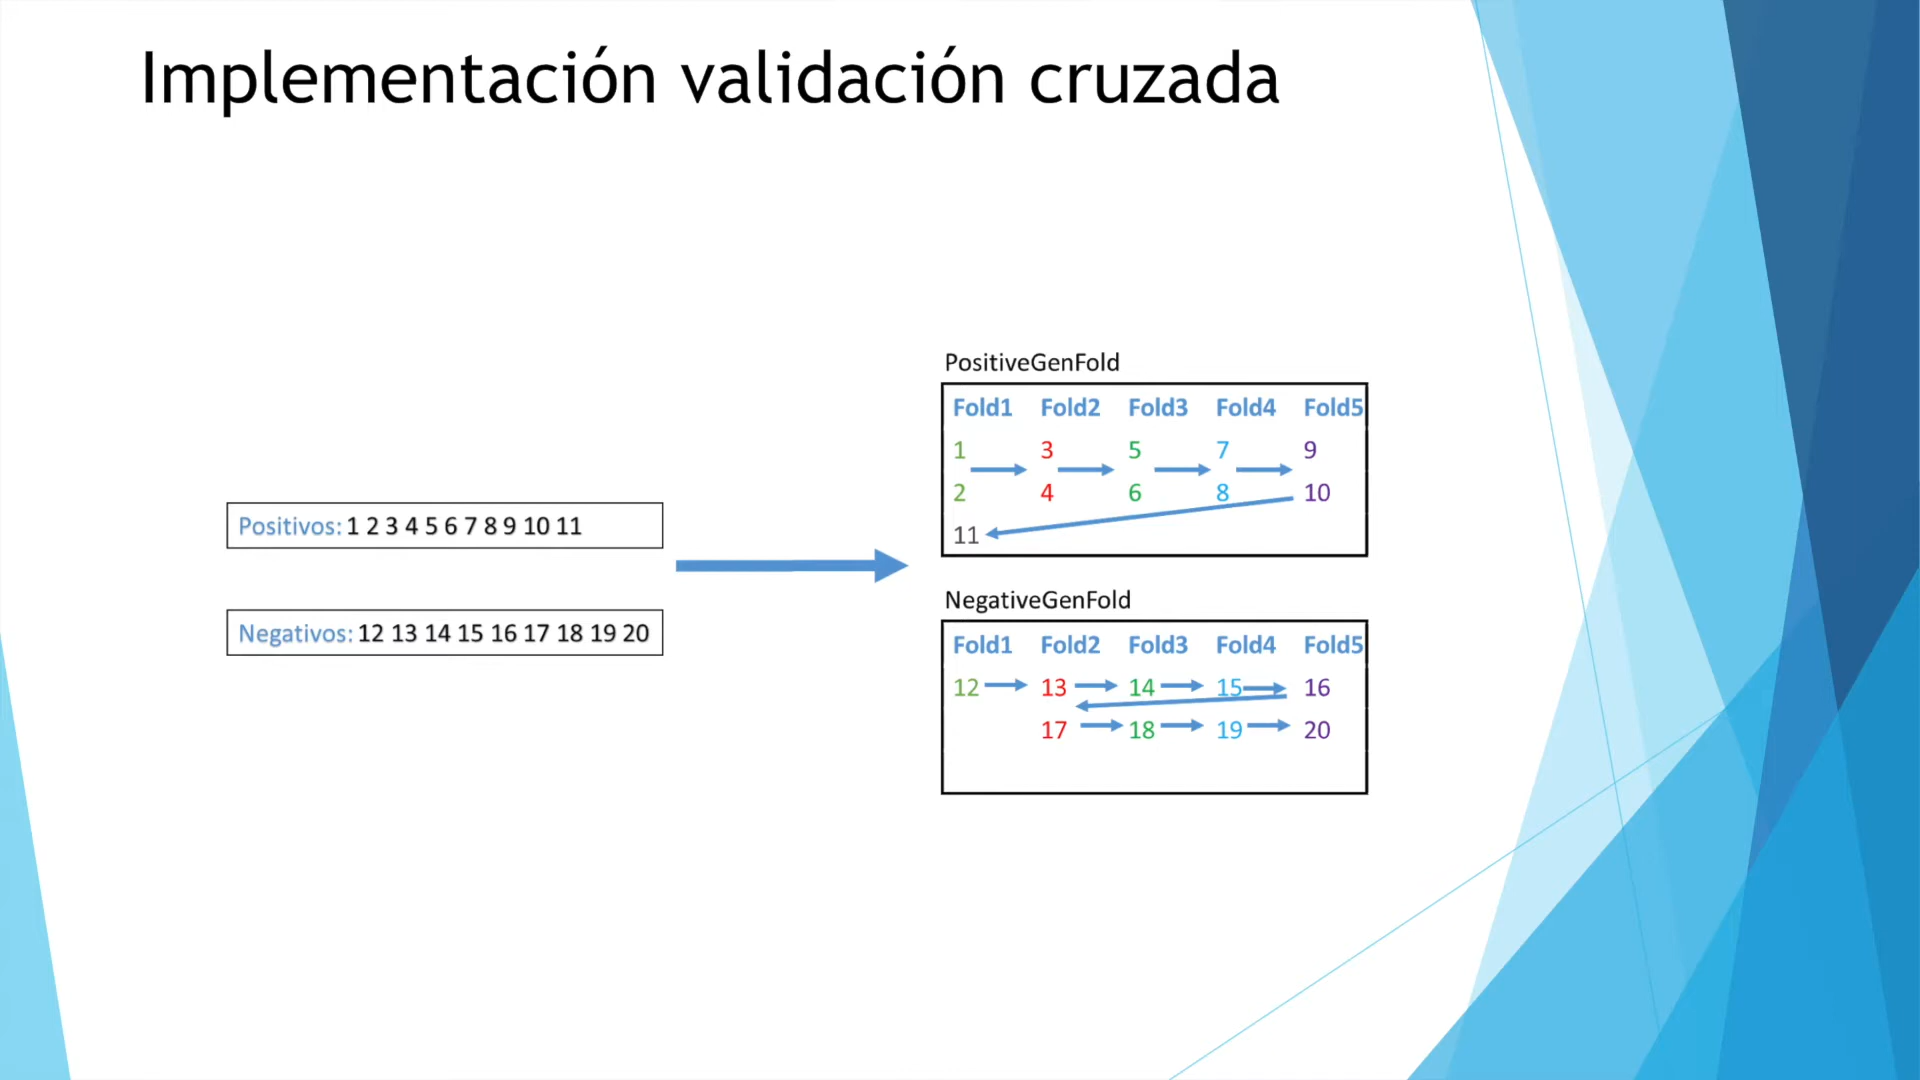 Implementación validación cruzada
Positivos: 1 2 3 4 5 6 7 8 9 10 11
Negativos: 12 13 14 15 16 17 18 19 20
PositiveGenFold
Fold1 Fold2 Fold3 Fold4 Fold5
1 3 5 7 9
2 4 6 8 10
11
NegativeGenFold
Fold1 Fold2 Fold3 Fold4 Fold5
12 13 14 15 16
17 18 19 20